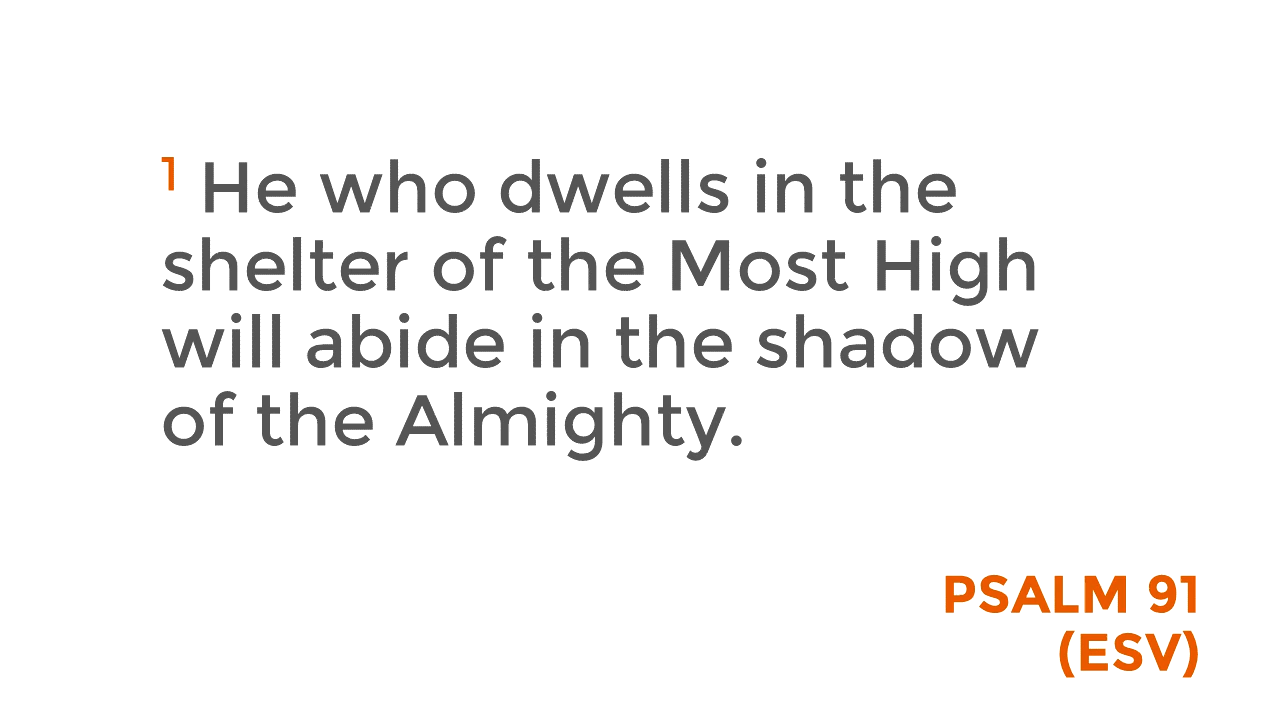 1 He who dwells in the
shelter of the Most High
will abide in the shadow
of the Almighty.
PSALM 91
(ESV)